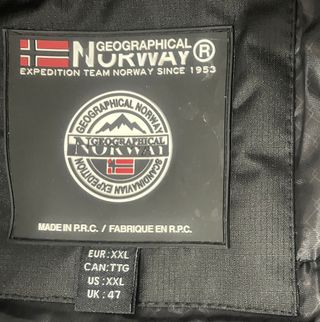 GEOGRAPHICAL
NORWAY®
EXPEDITION TEAM NORWAY SINCE 1953
GEOGRAPHICAL NORWAY
GEOGRAPHICAL
NORWAY
SCANDINAVIAN EXPEDITION
MADE IN P.R.C. / FABRIQUE EN R.P.C.
EUR: XXL
CAN: TTG
US: XXL
UK: 47